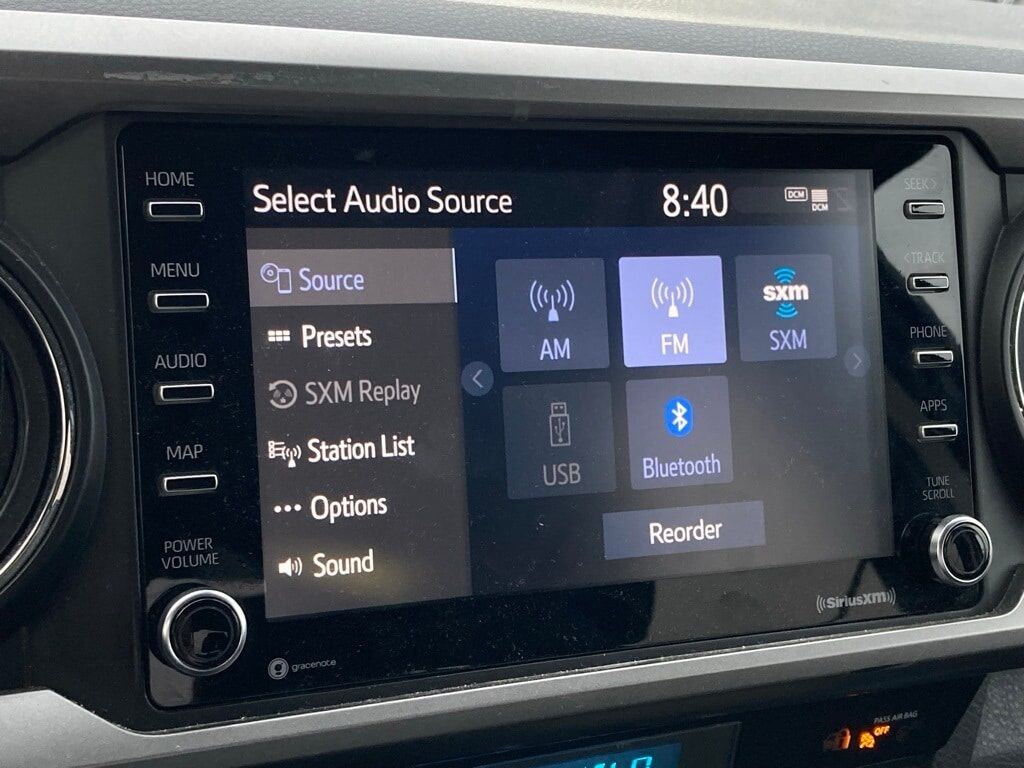 HOME
MENU
AUDIO
MAP
POWER
VOLUME
Select Audio Source
8:40
DCM
DCM
Source
Presets
SXM Replay
Station List
Options
Sound
AM
FM
sxm
SXM
USB
Bluetooth
Reorder
SEEK>
<TRACK
PHONE
APPS
TUNE
SCROLL
gracenote
((SiriusXM))
PASS AIR BAG
OFF